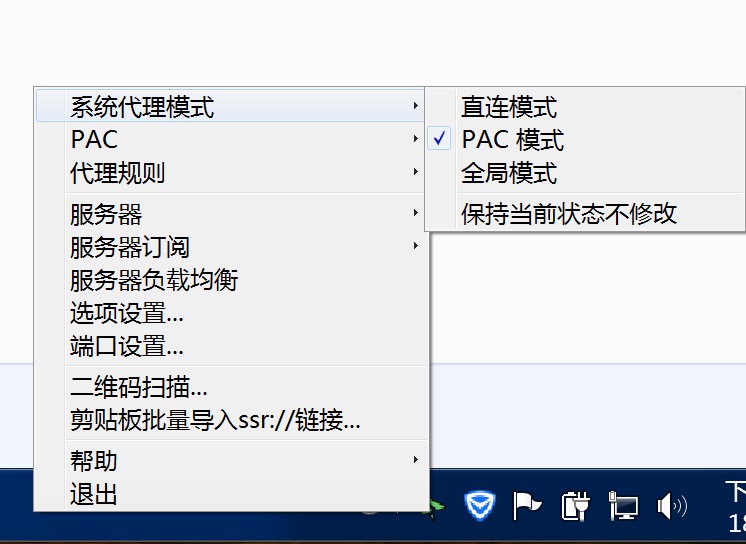 系统代理模式
PAC
代理规则
服务器
服务器订阅
服务器负载均衡
选项设置...
端口设置...
二维码扫描...
剪贴板批量导入ssr://链接...
帮助
退出
直连模式
PAC 模式
全局模式
保持当前状态不修改
下
18